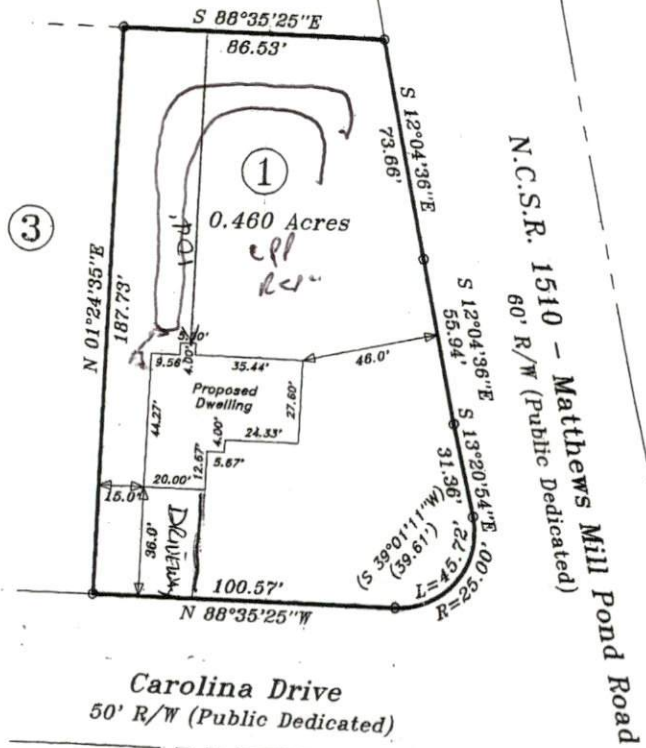 S 88°35'25"E
86.53'
S 12°04'36"E
73.66'
N.C.S.R. 1510 - Matthews Mill Pond Road
60' R/W (Public Dedicated)
1
0.460 Acres
3
104'
N 01°24'35"E
187.73'
S 12°04'36"E
55.94'
46.0'
9.56'
4.00'
35.44'
Proposed
Dwelling
27.60'
44.27'
4.00'
24.33'
5.67'
12.67'
20.00'
15.0'
36.0'
DRIVEWAY
S 13°20'54"E
31.36'
(S 39°01'11"W)
(39.61')
L=45.72'
R=25.00'
100.57'
N 88°35'25"W
Carolina Drive
50' R/W (Public Dedicated)